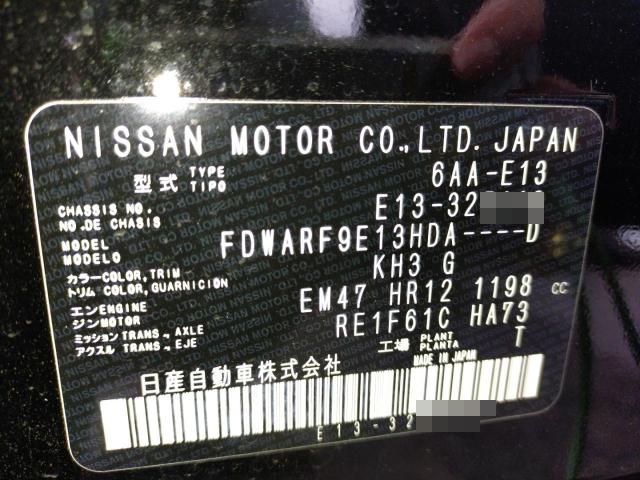 NISSAN MOTOR CO.,LTD. JAPAN
型式 TYPE TIPO 6AA-E13
CHASSIS NO. NO.DE CHASIS E13-32
MODEL MODELO FDWARF9E13HDA----D
カラー COLOR,TRIM トリム COLOR,GUARNICION KH3 G
エンジン ENGINE MOTOR EM47 HR12 1198 cc
ミッション TRANS.,AXLE アクスル TRANS.,EJE RE1F61C HA73
工場 PLANT PLANTA T
MADE IN JAPAN
日産自動車株式会社
E13-32